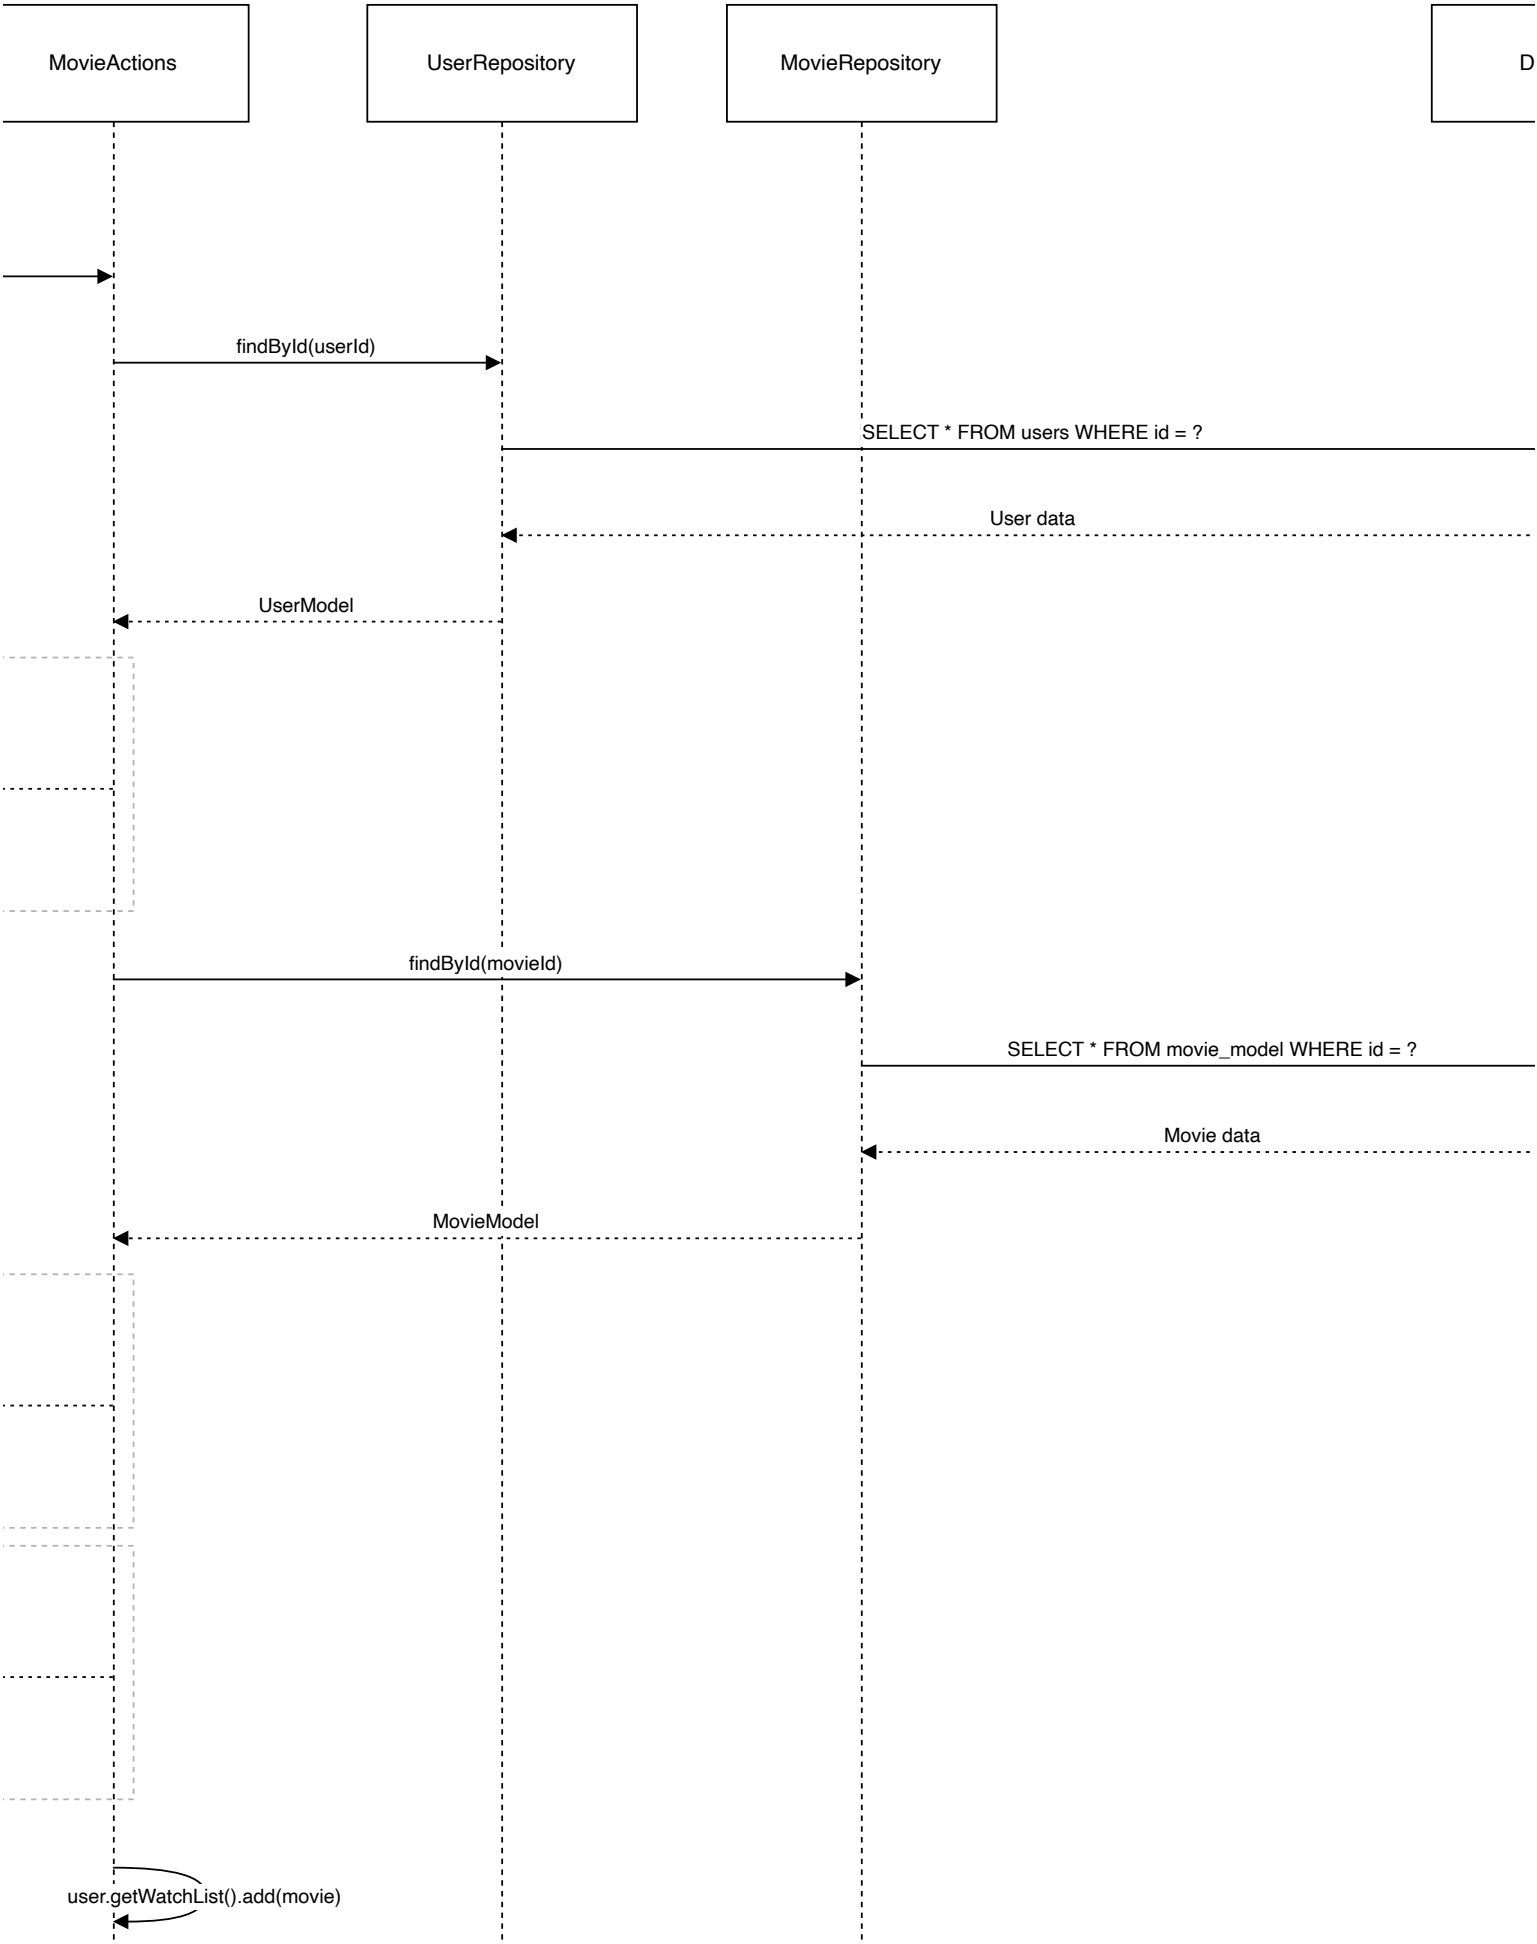 MovieActions
UserRepository
MovieRepository
D
findById(userId)
SELECT * FROM users WHERE id = ?
User data
UserModel
findById(movieId)
SELECT * FROM movie_model WHERE id = ?
Movie data
MovieModel
user.getWatchList().add(movie)